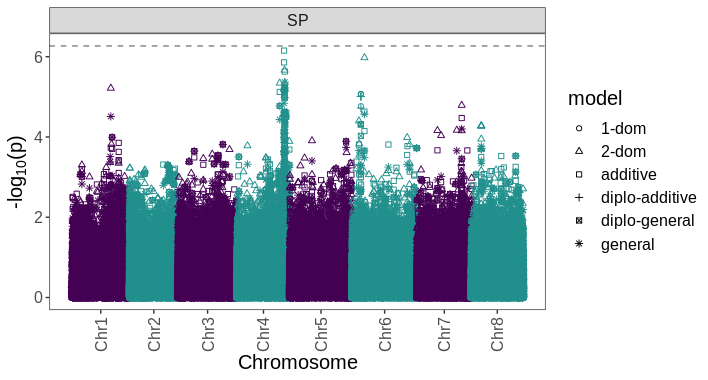 SP
6
4
2
0
-log10(p)
Chr1
Chr2
Chr3
Chr4
Chr5
Chr6
Chr7
Chr8
Chromosome
model
1-dom
2-dom
additive
diplo-additive
diplo-general
general